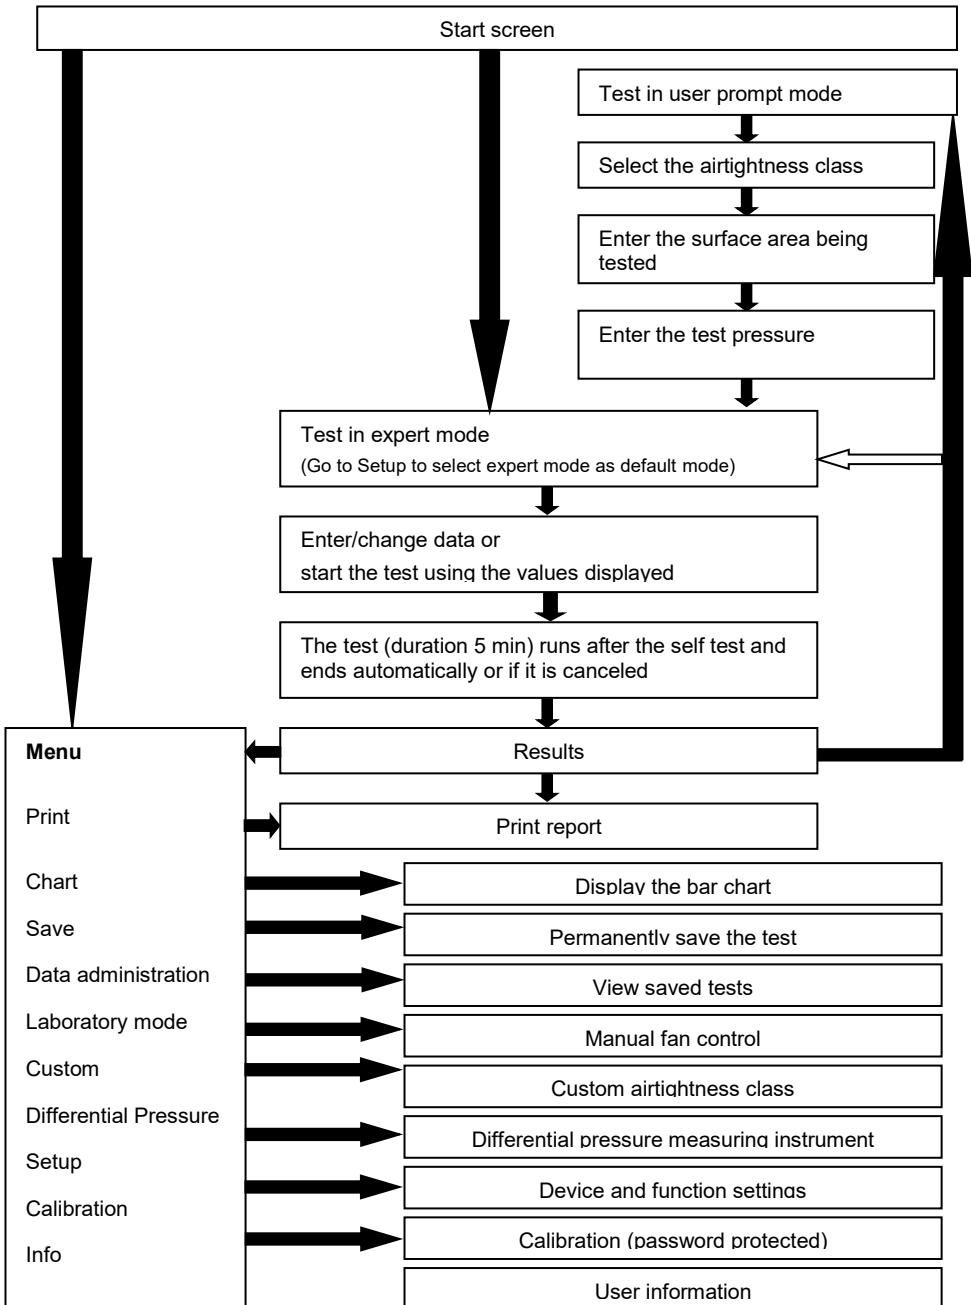 Start screen
Test in user prompt mode
Select the airtightness class
Enter the surface area being
tested
Enter the test pressure
Test in expert mode
(Go to Setup to select expert mode as default mode)
Enter/change data or
start the test using the values displayed
The test (duration 5 min) runs after the self test and
ends automatically or if it is canceled
Menu
Results
Print
Print report
Chart
Display the bar chart
Save
Permanently save the test
Data administration
View saved tests
Laboratory mode
Manual fan control
Custom
Custom airtightness class
Differential Pressure
Differential pressure measuring instrument
Setup
Device and function settings
Calibration
Calibration (password protected)
Info
User information